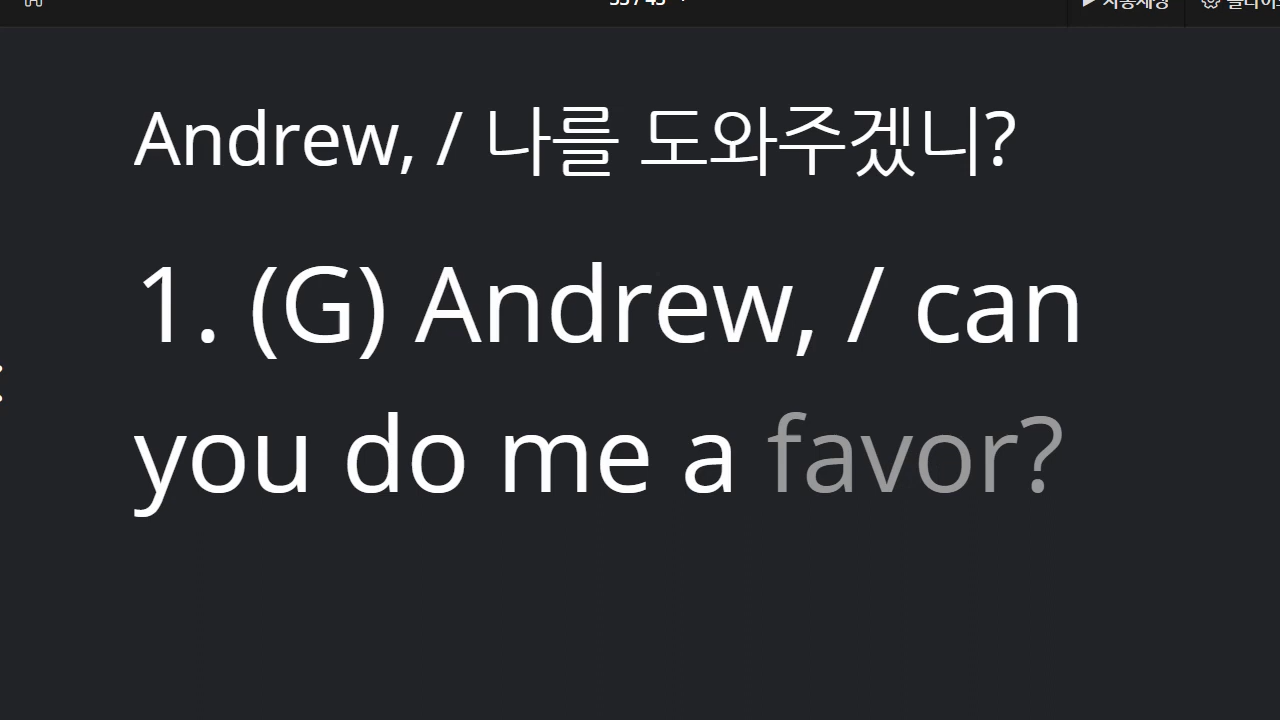 Andrew, / 나를 도와주겠니?
1. (G) Andrew, / can
you do me a favor?